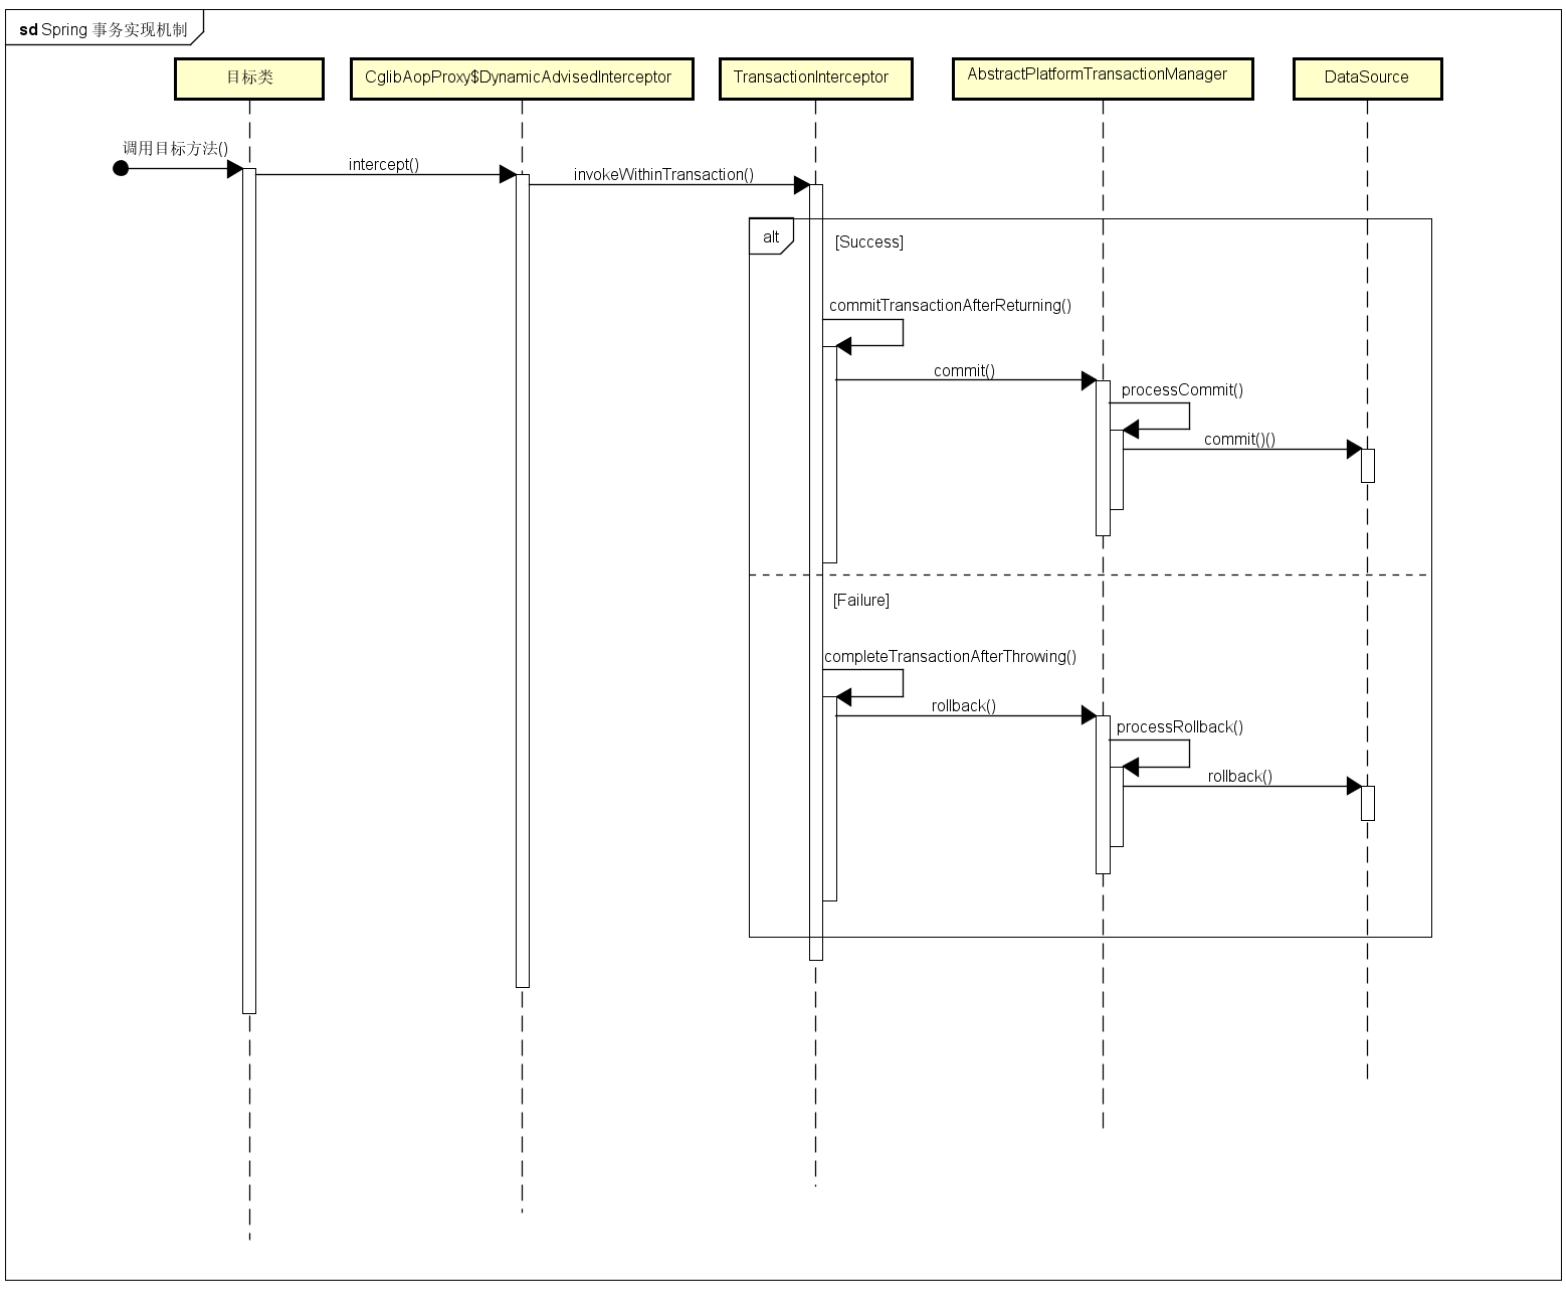 sd Spring 事务实现机制
目标类
CglibAopProxy$DynamicAdvisedInterceptor
TransactionInterceptor
AbstractPlatformTransactionManager
DataSource
调用目标方法()
intercept()
invokeWithinTransaction()
alt
[Success]
commitTransactionAfterReturning()
commit()
processCommit()
commit()()
[Failure]
completeTransactionAfterThrowing()
rollback()
processRollback()
rollback()